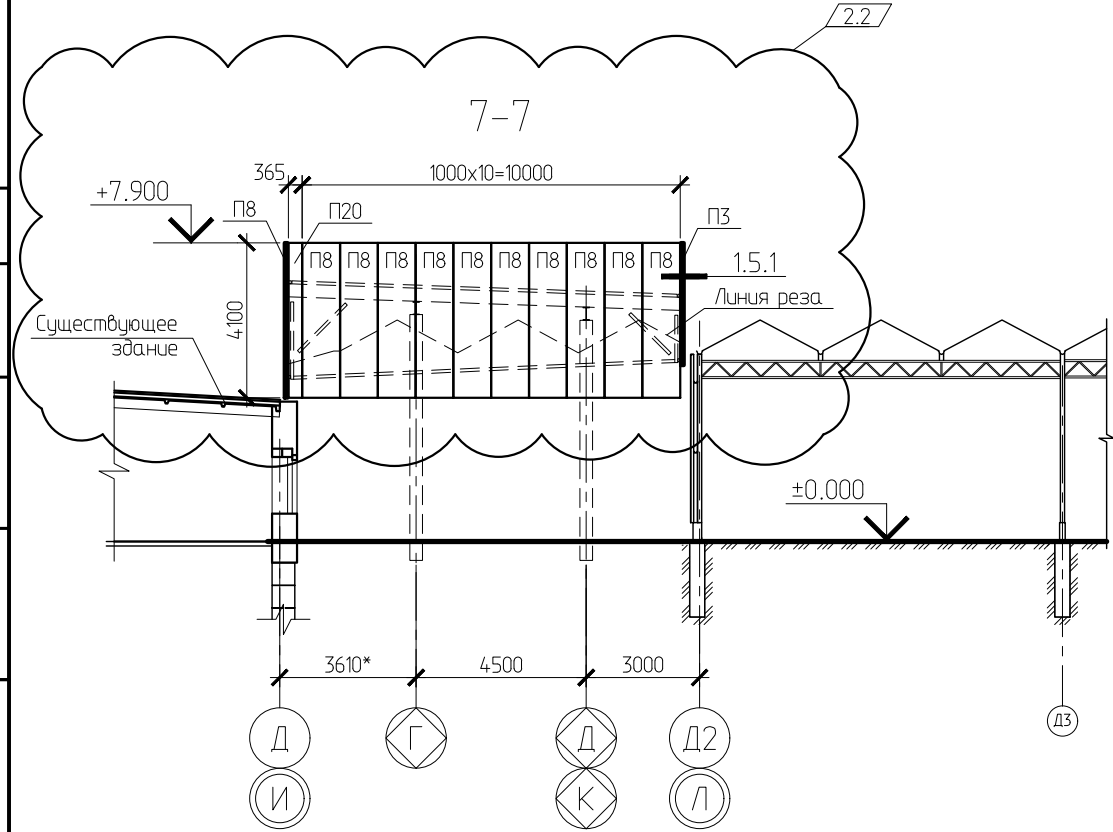 2.2
7-7
365
1000x10=10000
+7.900
П8
П20
П3
П8 П8 П8 П8 П8 П8 П8 П8 П8 П8
1.5.1
Линия реза
4100
Существующее
здание
±0.000
3610*
4500
3000
Д
Г
Д
Д2
Д3
И
К
Л